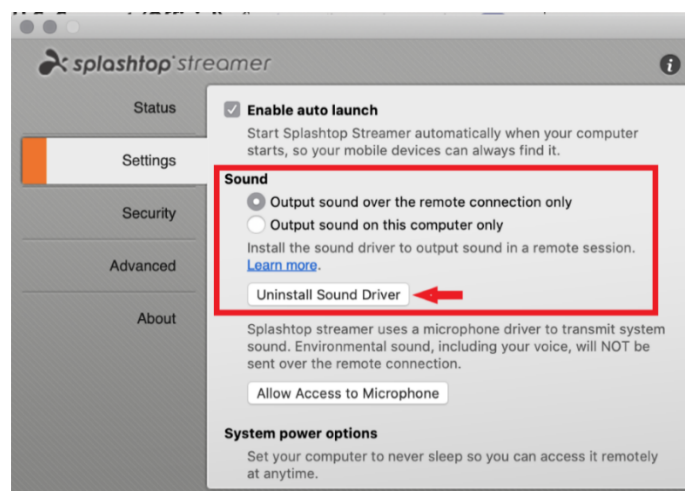 splashtop streamer
Status
Settings
Security
Advanced
About
Enable auto launch
Start Splashtop Streamer automatically when your computer
starts, so your mobile devices can always find it.
Sound
Output sound over the remote connection only
Output sound on this computer only
Install the sound driver to output sound in a remote session.
Learn more.
Uninstall Sound Driver
Splashtop streamer uses a microphone driver to transmit system
sound. Environmental sound, including your voice, will NOT be
sent over the remote connection.
Allow Access to Microphone
System power options
Set your computer to never sleep so you can access it remotely
at anytime.